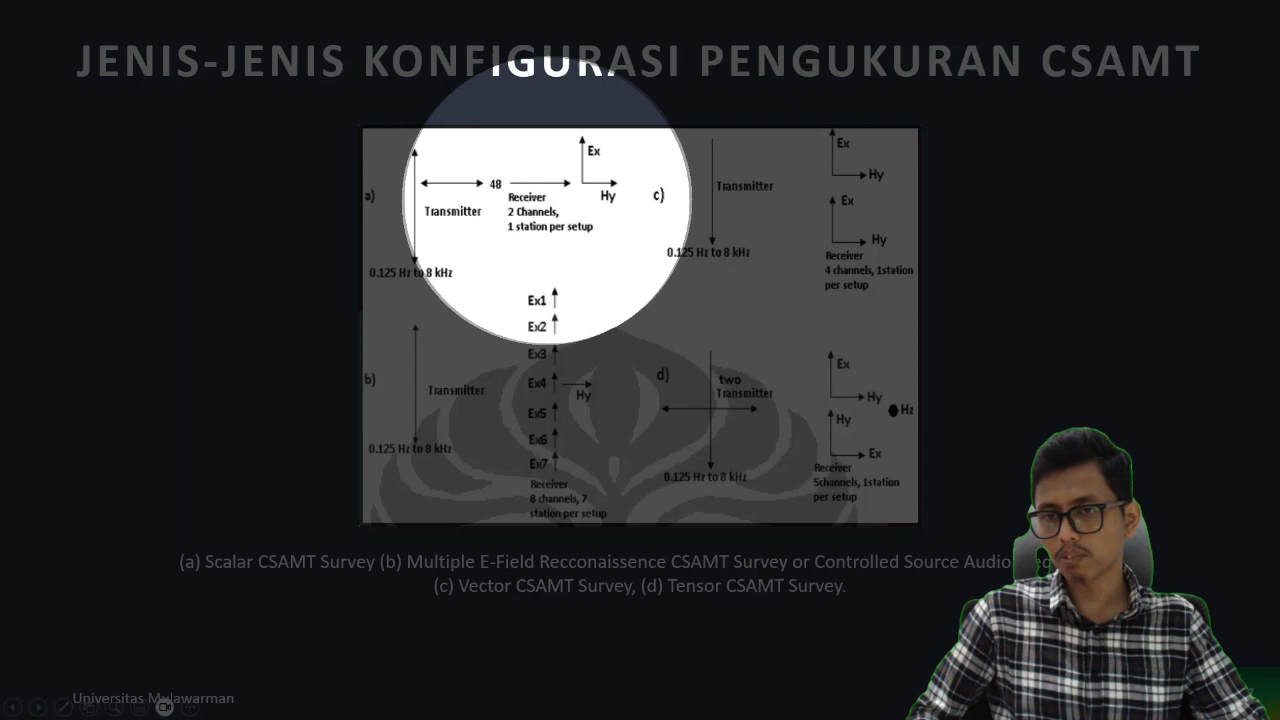 JENIS-JENIS KONFIGURASI PENGUKURAN CSAMT
a)
48
Ex
Hy
Transmitter
Receiver
2 Channels,
1 station per setup
0.125 Hz to 8 kHz
b)
Transmitter
0.125 Hz to 8 kHz
Ex1
Ex2
Ex3
Ex4
Hy
Ex5
Ex6
Ex7
Receiver
8 channels, 7
station per setup
c)
Transmitter
0.125 Hz to 8 kHz
Ex
Hy
Ex
Hy
Receiver
4 channels, 1station
per setup
d)
two
Transmitter
0.125 Hz to 8 kHz
Ex
Hy
Hz
Hy
Ex
Receiver
5channels, 1station
per setup
(a) Scalar CSAMT Survey (b) Multiple E-Field Recconaissence CSAMT Survey or Controlled Source Audio
(c) Vector CSAMT Survey, (d) Tensor CSAMT Survey.
Universitas Mulawarman